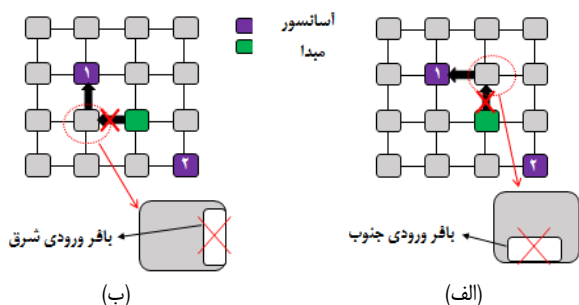 آسانسور
مبدا
۱
۲
بافر ورودی جنوب
(الف)
۱
۲
بافر ورودی شرق
(ب)